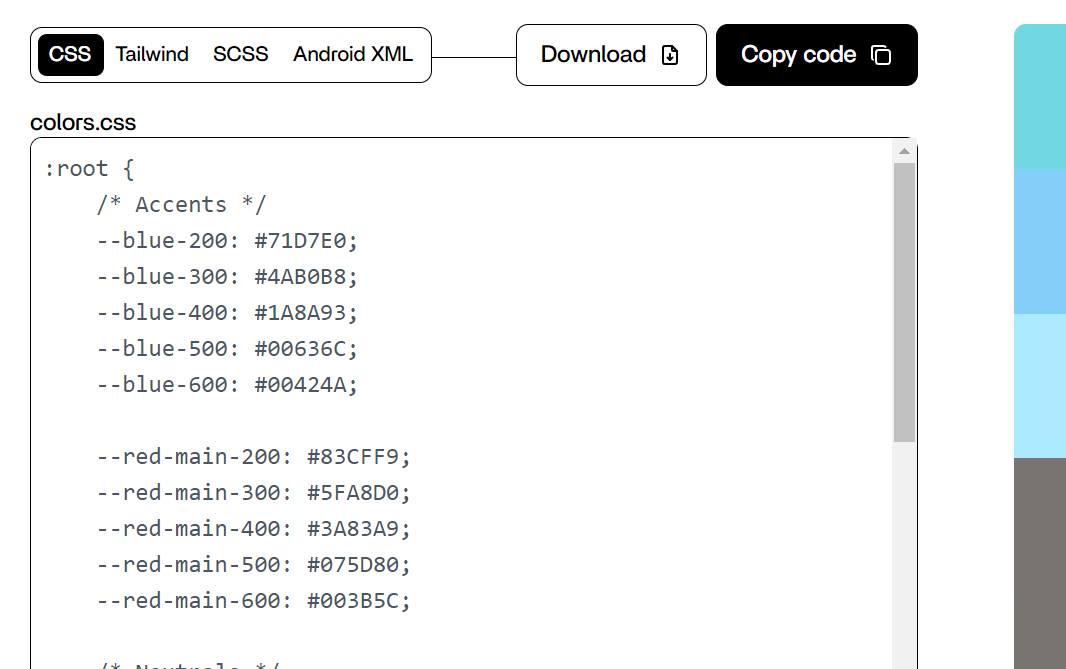 CSS Tailwind SCSS Android XML Download Copy code
colors.css
:root {
/* Accents */
--blue-200: #71D7E0;
--blue-300: #4AB0B8;
--blue-400: #1A8A93;
--blue-500: #00636C;
--blue-600: #00424A;
--red-main-200: #83CFF9;
--red-main-300: #5FA8D0;
--red-main-400: #3A83A9;
--red-main-500: #075D80;
--red-main-600: #003B5C;
/* Neutrals */